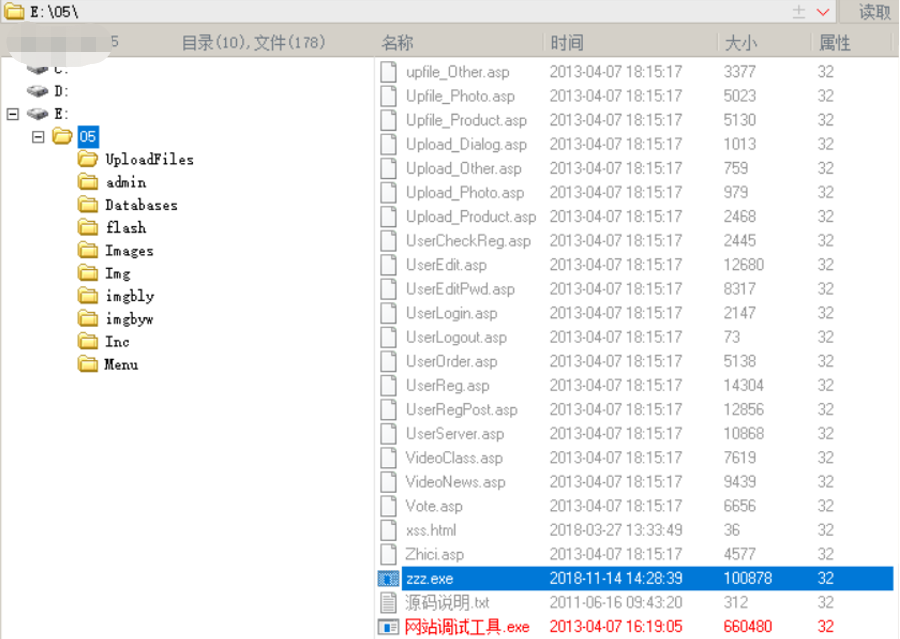 E:\05\ 读取
5 目录(10),文件(178) 名称 时间 大小 属性
C:
D:
E:
05
UploadFiles
admin
Databases
flash
Images
Img
imgbly
imgbyw
Inc
Menu
upfile_Other.asp 2013-04-07 18:15:17 3377 32
Upfile_Photo.asp 2013-04-07 18:15:17 5023 32
Upfile_Product.asp 2013-04-07 18:15:17 5130 32
Upload_Dialog.asp 2013-04-07 18:15:17 1013 32
Upload_Other.asp 2013-04-07 18:15:17 759 32
Upload_Photo.asp 2013-04-07 18:15:17 979 32
Upload_Product.asp 2013-04-07 18:15:17 2468 32
UserCheckReg.asp 2013-04-07 18:15:17 2445 32
UserEdit.asp 2013-04-07 18:15:17 12680 32
UserEditPwd.asp 2013-04-07 18:15:17 8317 32
UserLogin.asp 2013-04-07 18:15:17 2147 32
UserLogout.asp 2013-04-07 18:15:17 73 32
UserOrder.asp 2013-04-07 18:15:17 5138 32
UserReg.asp 2013-04-07 18:15:17 14304 32
UserRegPost.asp 2013-04-07 18:15:17 12856 32
UserServer.asp 2013-04-07 18:15:17 10868 32
VideoClass.asp 2013-04-07 18:15:17 7619 32
VideoNews.asp 2013-04-07 18:15:17 9439 32
Vote.asp 2013-04-07 18:15:17 6656 32
xss.html 2018-03-27 13:33:49 36 32
Zhici.asp 2013-04-07 18:15:17 4577 32
zzz.exe 2018-11-14 14:28:39 100878 32
源码说明.txt 2011-06-16 09:43:20 312 32
网站调试工具.exe 2013-04-07 16:19:05 660480 32